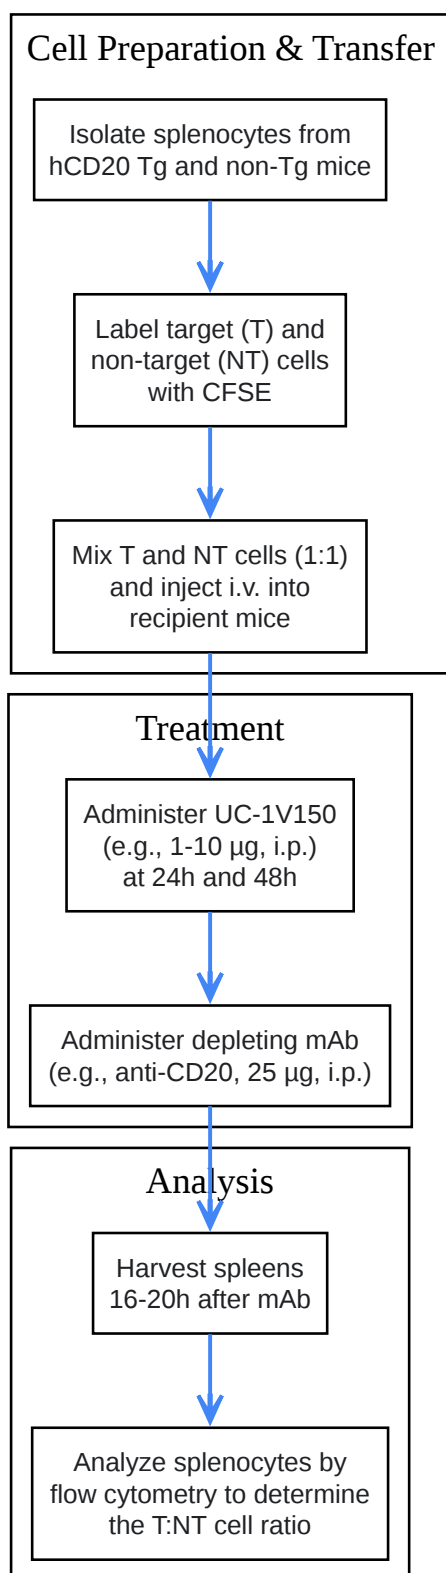 Cell Preparation & Transfer
Isolate splenocytes from
hCD20 Tg and non-Tg mice
Label target (T) and
non-target (NT) cells
with CFSE
Mix T and NT cells (1:1)
and inject i.v. into
recipient mice
Treatment
Administer UC-1V150
(e.g., 1-10 µg, i.p.)
at 24h and 48h
Administer depleting mAb
(e.g., anti-CD20, 25 µg, i.p.)
Analysis
Harvest spleens
16-20h after mAb
Analyze splenocytes by
flow cytometry to determine
the T:NT cell ratio